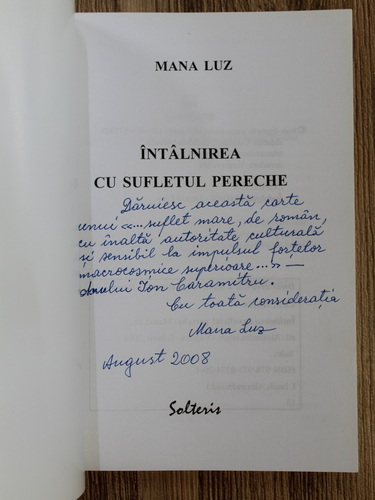 MANA LUZ
ÎNTÂLNIREA
CU SUFLETUL PERECHE
Dăruiesc această carte
unui «... suflet mare, de român,
cu înaltă autoritate culturală
și sensibil la impulsul forțelor
macrocosmice superioare ...» —
domnului Ion Caramitru.
Cu toată considerația
Mana Luz
August 2008
Solteris